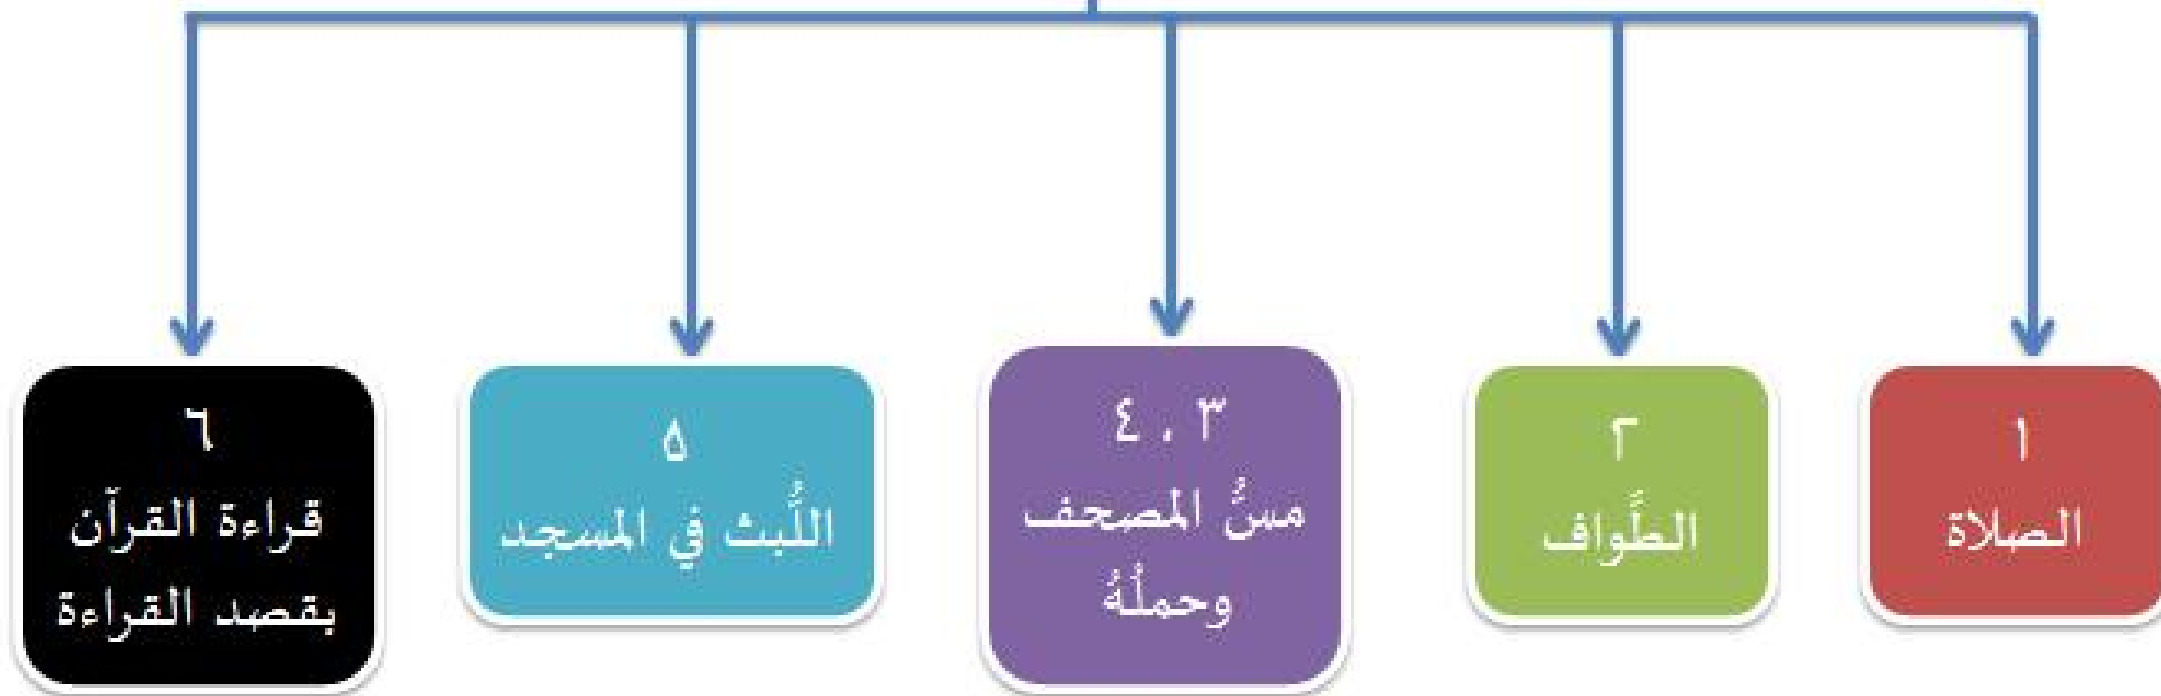 ١
الصلاة
٢
الطَّواف
٣ ، ٤
مسُّ المصحف
وحملُهُ
٥
اللُّبث في المسجد
٦
قراءة القرآن
بقصد القراءة